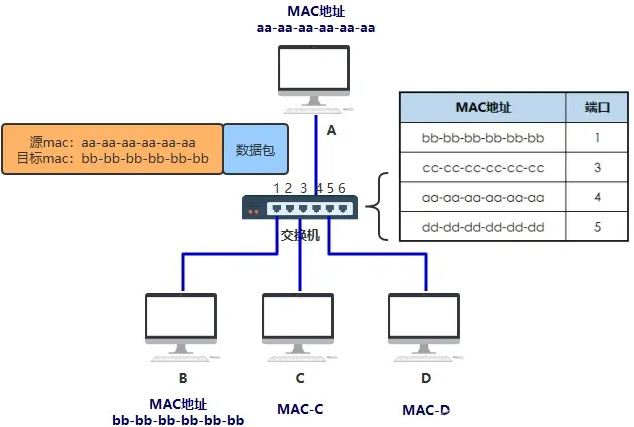 MAC地址
aa-aa-aa-aa-aa-aa
A
源mac: aa-aa-aa-aa-aa-aa
目标mac: bb-bb-bb-bb-bb-bb
数据包
MAC地址 端口
bb-bb-bb-bb-bb-bb 1
cc-cc-cc-cc-cc-cc 3
aa-aa-aa-aa-aa-aa 4
dd-dd-dd-dd-dd-dd 5
1 2 3 4 5 6
交换机
B
C
D
MAC地址
bb-bb-bb-bb-bb-bb
MAC-C
MAC-D